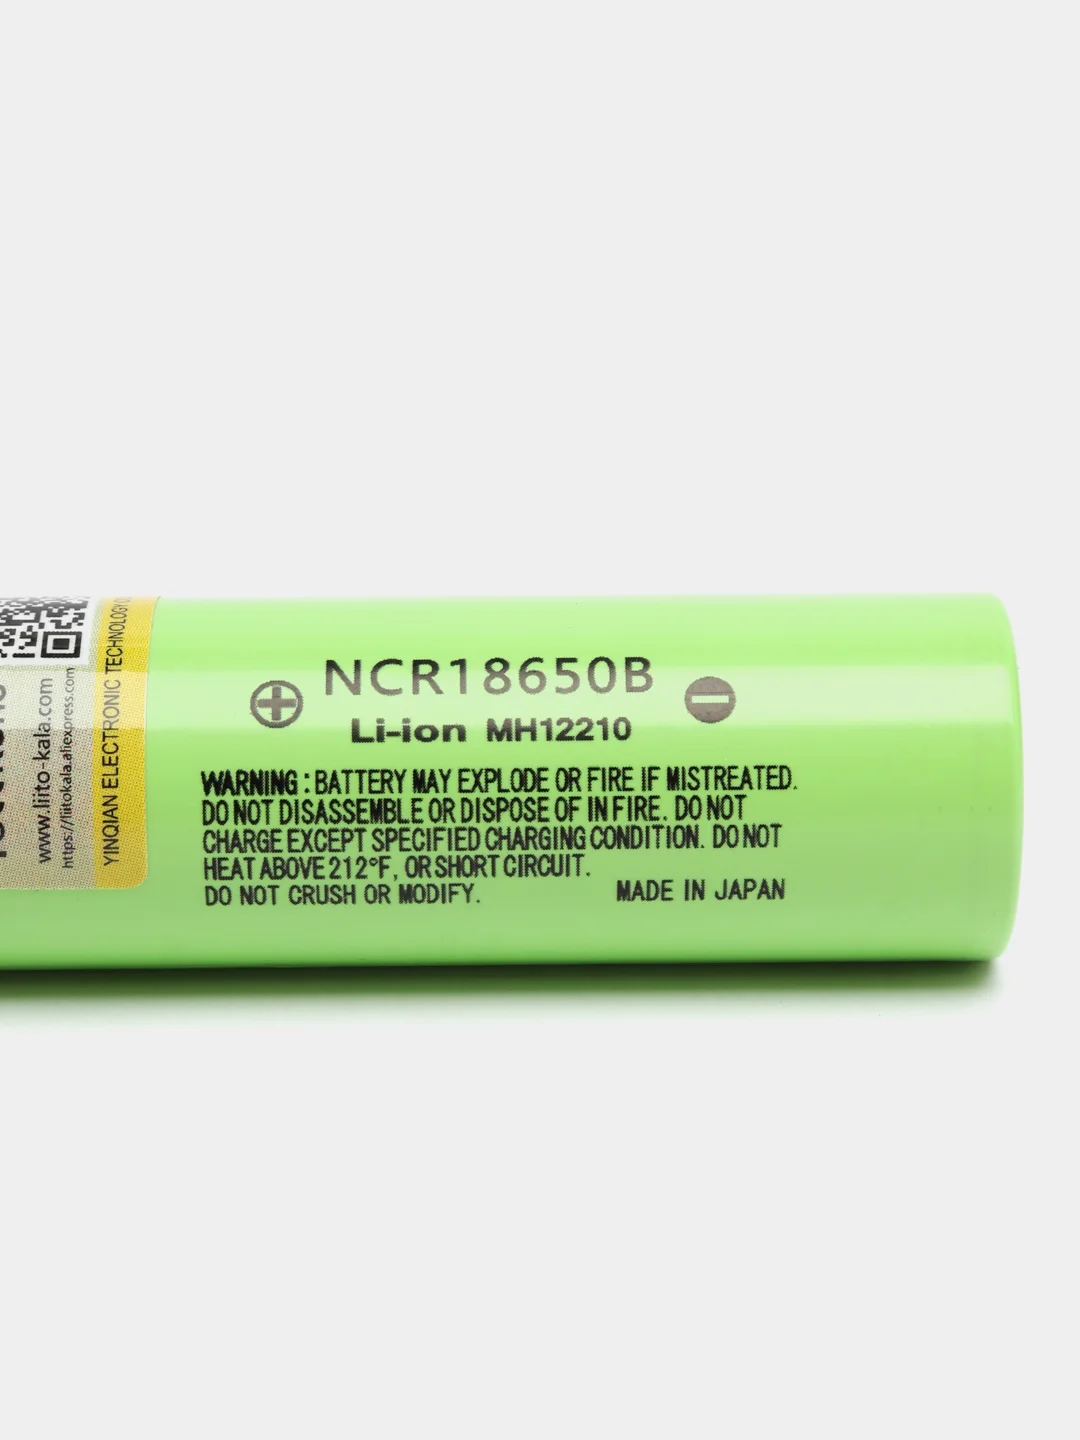 NCR18650B
Li-ion MH12210
WARNING : BATTERY MAY EXPLODE OR FIRE IF MISTREATED.
DO NOT DISASSEMBLE OR DISPOSE OF IN FIRE. DO NOT
CHARGE EXCEPT SPECIFIED CHARGING CONDITION. DO NOT
HEAT ABOVE 212°F, OR SHORT CIRCUIT.
DO NOT CRUSH OR MODIFY. MADE IN JAPAN
www.liito-kala.com
https://liitokala.aliexpress.com
YINQIAN ELECTRONIC TECHNOLOGY